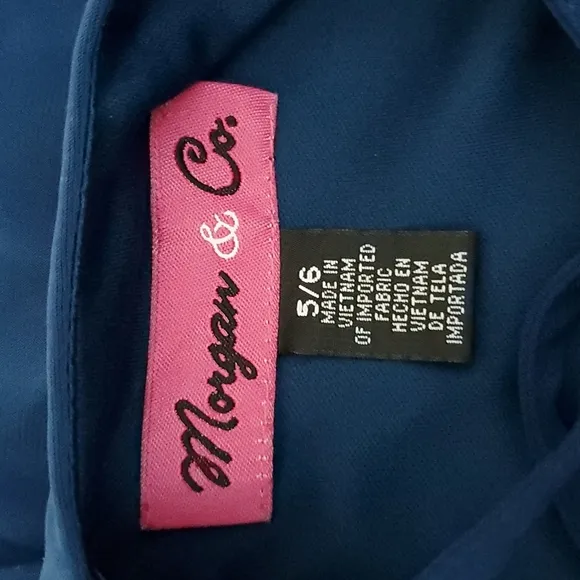 Morgan & Co.
5/6
MADE IN
VIETNAM
OF IMPORTED
FABRIC
HECHO EN
VIETNAM
DE TELA
IMPORTADA